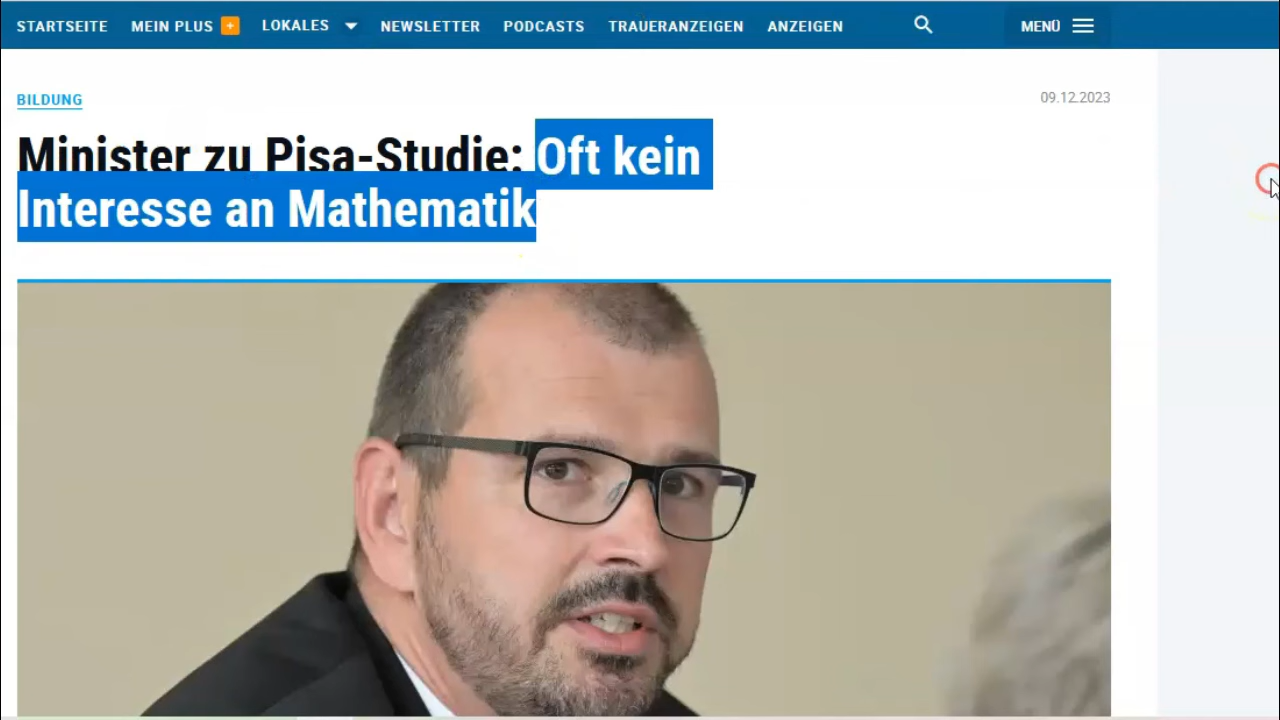 STARTSEITE MEIN PLUS + LOKALES NEWSLETTER PODCASTS TRAUERANZEIGEN ANZEIGEN MENÜ
BILDUNG 09.12.2023
Minister zu Pisa-Studie: Oft kein
Interesse an Mathematik